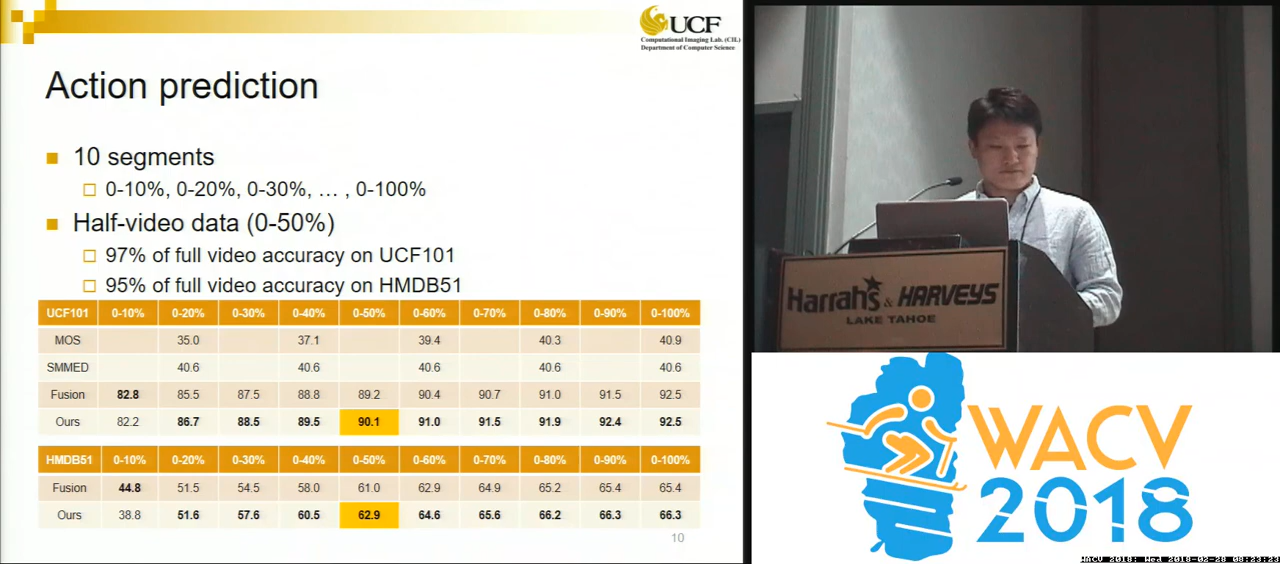 UCF
Computational Imaging Lab. (CIL)
Department of Computer Science
Action prediction
10 segments
0-10%, 0-20%, 0-30%, … , 0-100%
Half-video data (0-50%)
97% of full video accuracy on UCF101
95% of full video accuracy on HMDB51
UCF101 0-10% 0-20% 0-30% 0-40% 0-50% 0-60% 0-70% 0-80% 0-90% 0-100%
MOS 35.0 37.1 39.4 40.3 40.9
SMMED 40.6 40.6 40.6 40.6 40.6
Fusion 82.8 85.5 87.5 88.8 89.2 90.4 90.7 91.0 91.5 92.5
Ours 82.2 86.7 88.5 89.5 90.1 91.0 91.5 91.9 92.4 92.5
HMDB51 0-10% 0-20% 0-30% 0-40% 0-50% 0-60% 0-70% 0-80% 0-90% 0-100%
Fusion 44.8 51.5 54.5 58.0 61.0 62.9 64.9 65.2 65.4 65.4
Ours 38.8 51.6 57.6 60.5 62.9 64.6 65.6 66.2 66.3 66.3
10
Harrah's & HARVEYS
LAKE TAHOE
WACV
2018
WACV 2018: Wed 2018-02-28 08:23:23